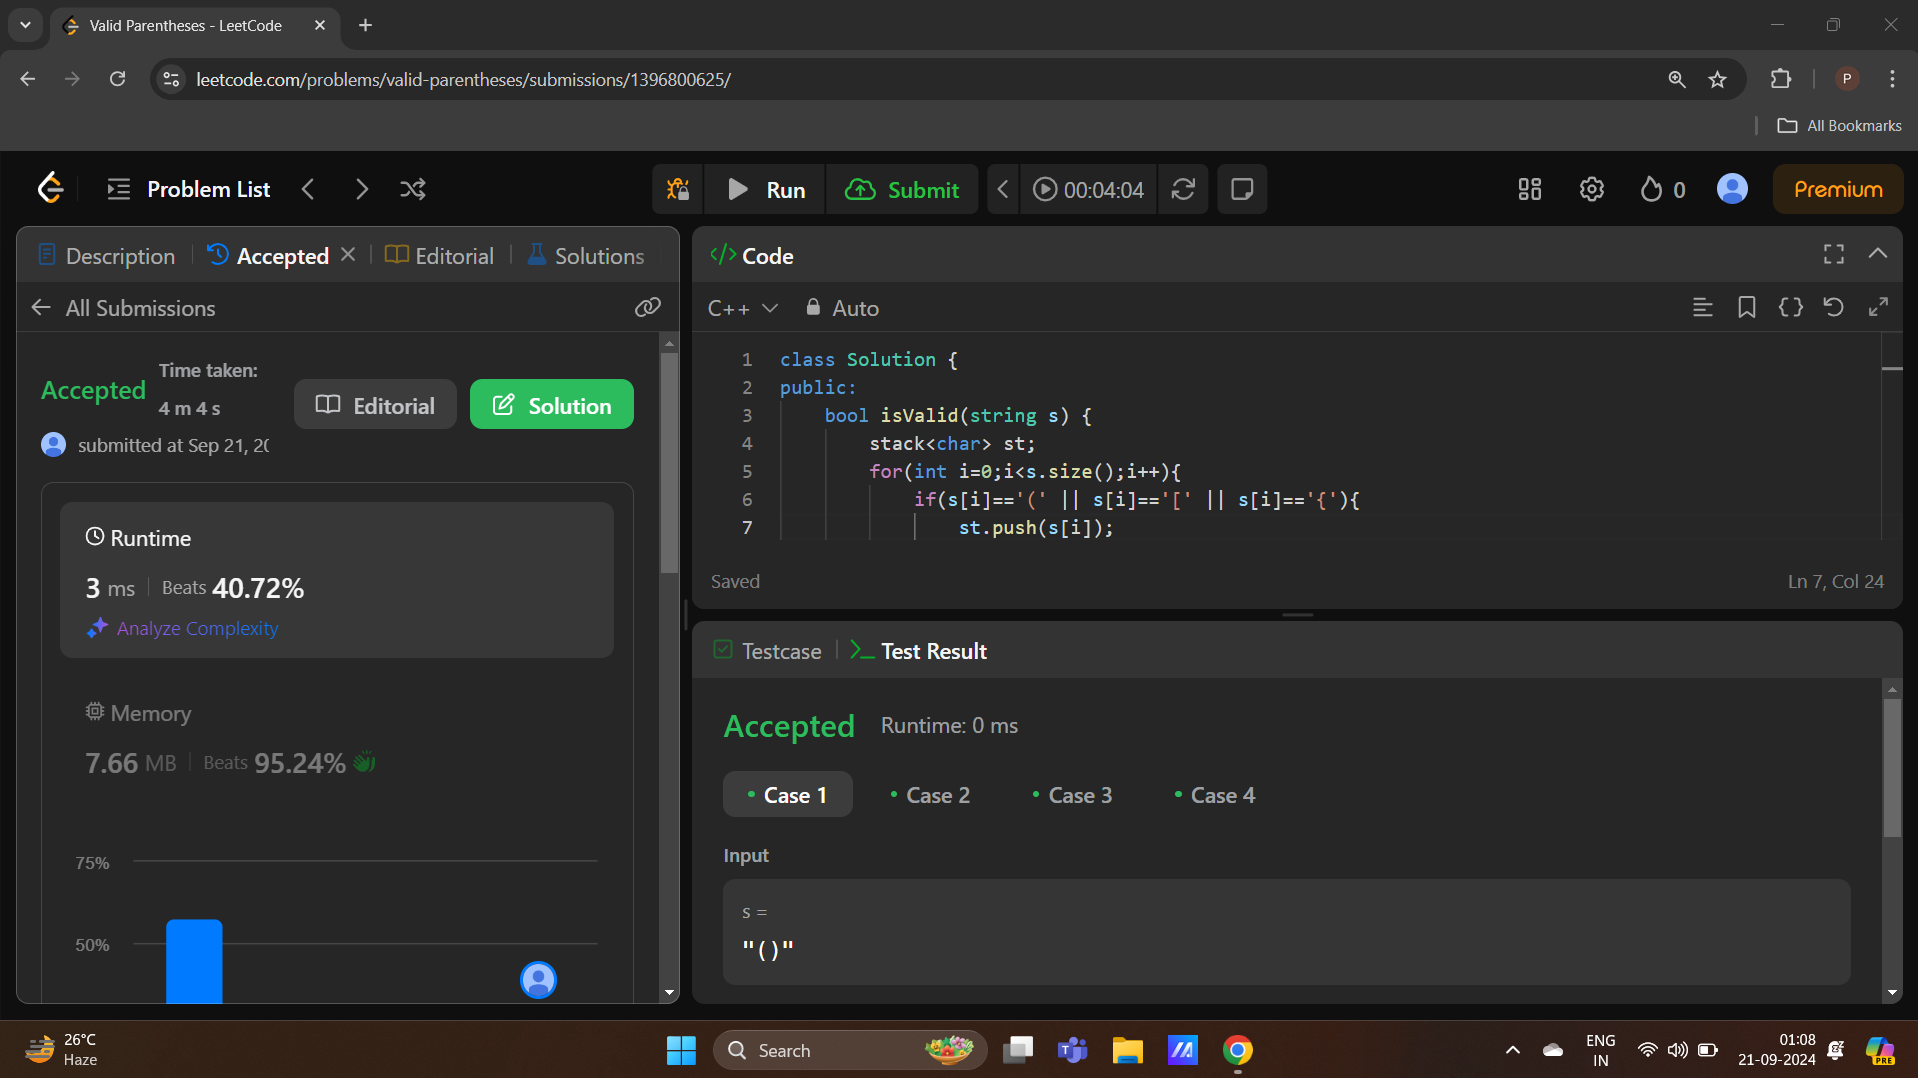 Valid Parentheses - LeetCode
leetcode.com/problems/valid-parentheses/submissions/1396800625/
P
All Bookmarks
Problem List
Run
Submit
00:04:04
0
Premium
Description
Accepted
Editorial
Solutions
All Submissions
Accepted
Time taken:
4 m 4 s
Editorial
Solution
submitted at Sep 21, 20
Runtime
3 ms
Beats 40.72%
Analyze Complexity
Memory
7.66 MB
Beats 95.24%
75%
50%
Code
C++
Auto
1 class Solution {
2 public:
3 bool isValid(string s) {
4 stack<char> st;
5 for(int i=0;i<s.size();i++){
6 if(s[i]=='(' || s[i]=='[' || s[i]=='{'){
7 st.push(s[i]);
Saved
Ln 7, Col 24
Testcase
Test Result
Accepted
Runtime: 0 ms
Case 1
Case 2
Case 3
Case 4
Input
s =
"()"
26°C
Haze
Search
T
PRE
ENG
IN
01:08
21-09-2024